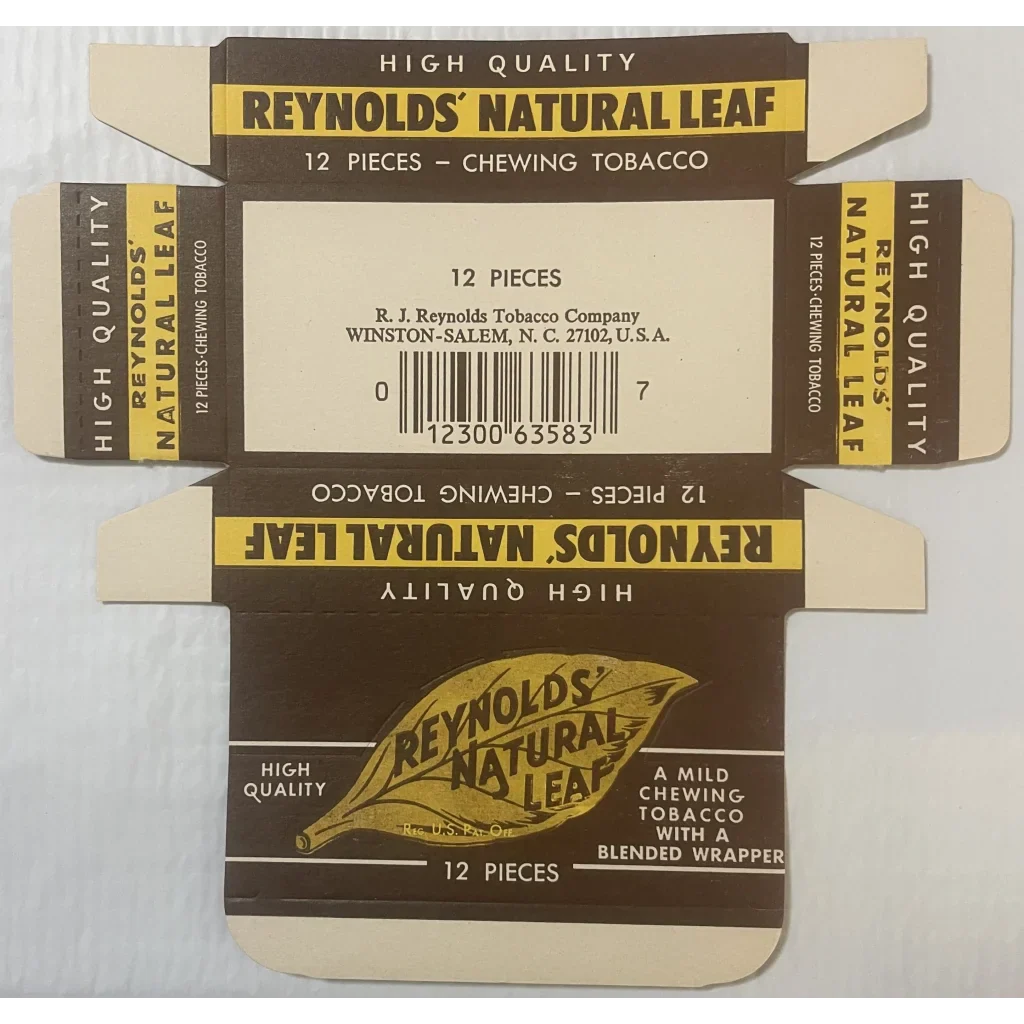 HIGH QUALITY
REYNOLDS' NATURAL LEAF
12 PIECES – CHEWING TOBACCO
HIGH QUALITY
REYNOLDS'
NATURAL LEAF
12 PIECES·CHEWING TOBACCO
12 PIECES
R. J. Reynolds Tobacco Company
WINSTON-SALEM, N. C. 27102, U.S.A.
0 12300 63583 7
HIGH QUALITY
REYNOLDS'
NATURAL LEAF
12 PIECES·CHEWING TOBACCO
12 PIECES – CHEWING TOBACCO
REYNOLDS' NATURAL LEAF
HIGH QUALITY
REYNOLDS'
NATURAL
LEAF
REG. U.S. PAT. OFF.
HIGH
QUALITY
A MILD
CHEWING
TOBACCO
WITH A
BLENDED WRAPPER
12 PIECES